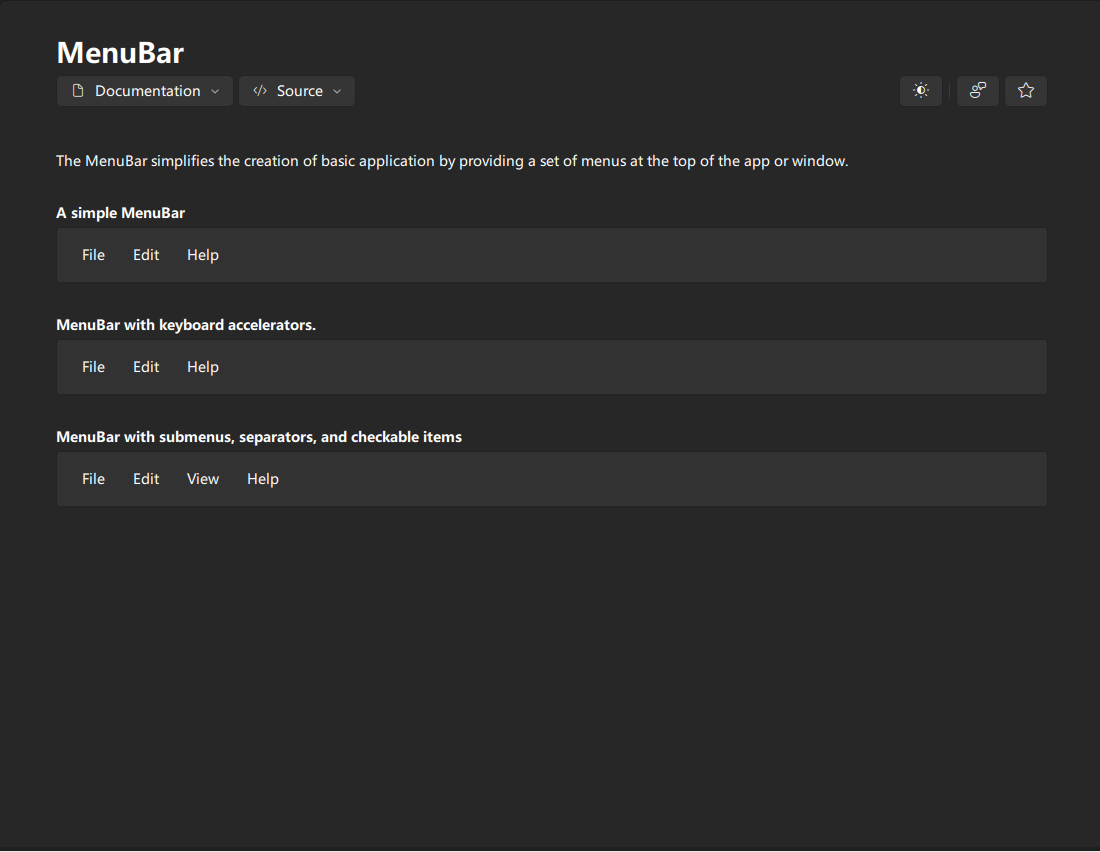 MenuBar
Documentation Source
The MenuBar simplifies the creation of basic application by providing a set of menus at the top of the app or window.
A simple MenuBar
File Edit Help
MenuBar with keyboard accelerators.
File Edit Help
MenuBar with submenus, separators, and checkable items
File Edit View Help